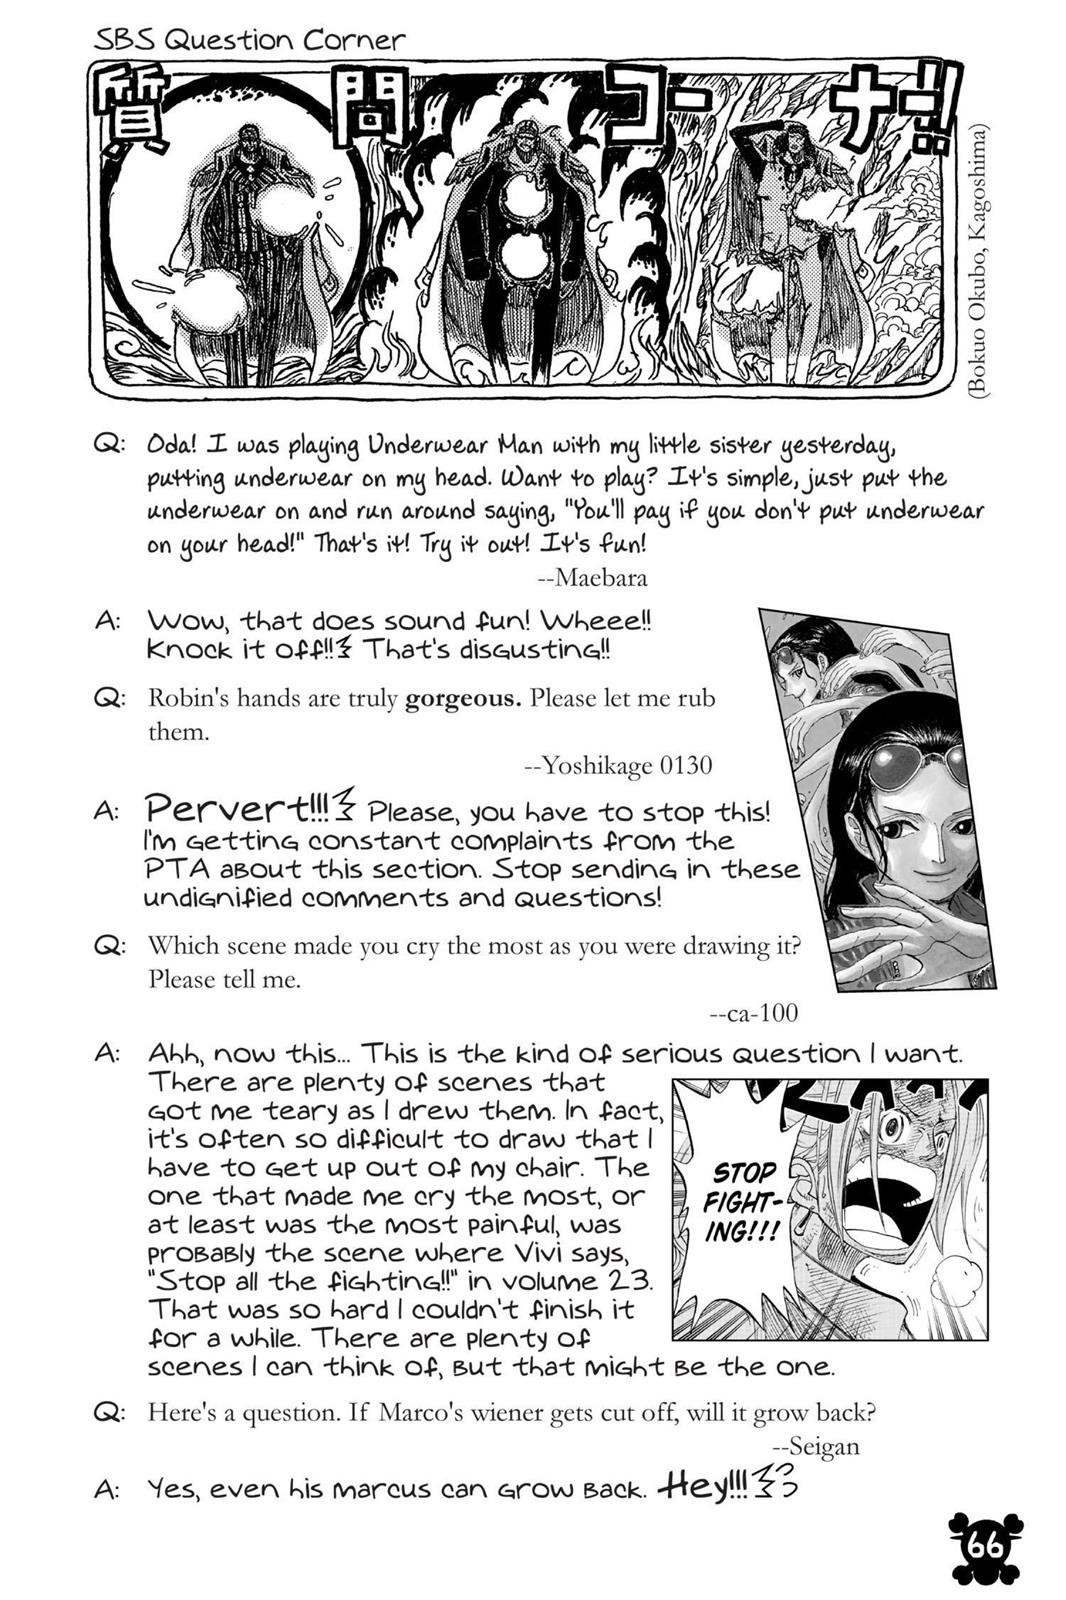 SBS Question Corner
質問コーナー!!
(Bokuo Okubo, Kagoshima)
Q: Oda! I was playing Underwear Man with my little sister yesterday,
putting underwear on my head. Want to play? It's simple, just put the
underwear on and run around saying, "You'll pay if you don't put underwear
on your head!" That's it! Try it out! It's fun!
--Maebara
A: Wow, that does sound fun! Wheee!!
Knock it off!! That's disgusting!!
Q: Robin's hands are truly gorgeous. Please let me rub
them.
--Yoshikage 0130
A: Pervert!!! Please, you have to stop this!
I'm getting constant complaints from the
PTA about this section. Stop sending in these
undignified comments and questions!
Q: Which scene made you cry the most as you were drawing it?
Please tell me.
--ca-100
A: Ahh, now this... This is the kind of serious question I want.
There are plenty of scenes that
got me teary as I drew them. In fact,
it's often so difficult to draw that I
have to get up out of my chair. The
one that made me cry the most, or
at least was the most painful, was
probably the scene where Vivi says,
"Stop all the fighting!!" in volume 23.
That was so hard I couldn't finish it
for a while. There are plenty of
scenes I can think of, but that might be the one.
STOP
FIGHT-
ING!!!
Q: Here's a question. If Marco's wiener gets cut off, will it grow back?
--Seigan
A: Yes, even his marcus can grow back. Hey!!!
66